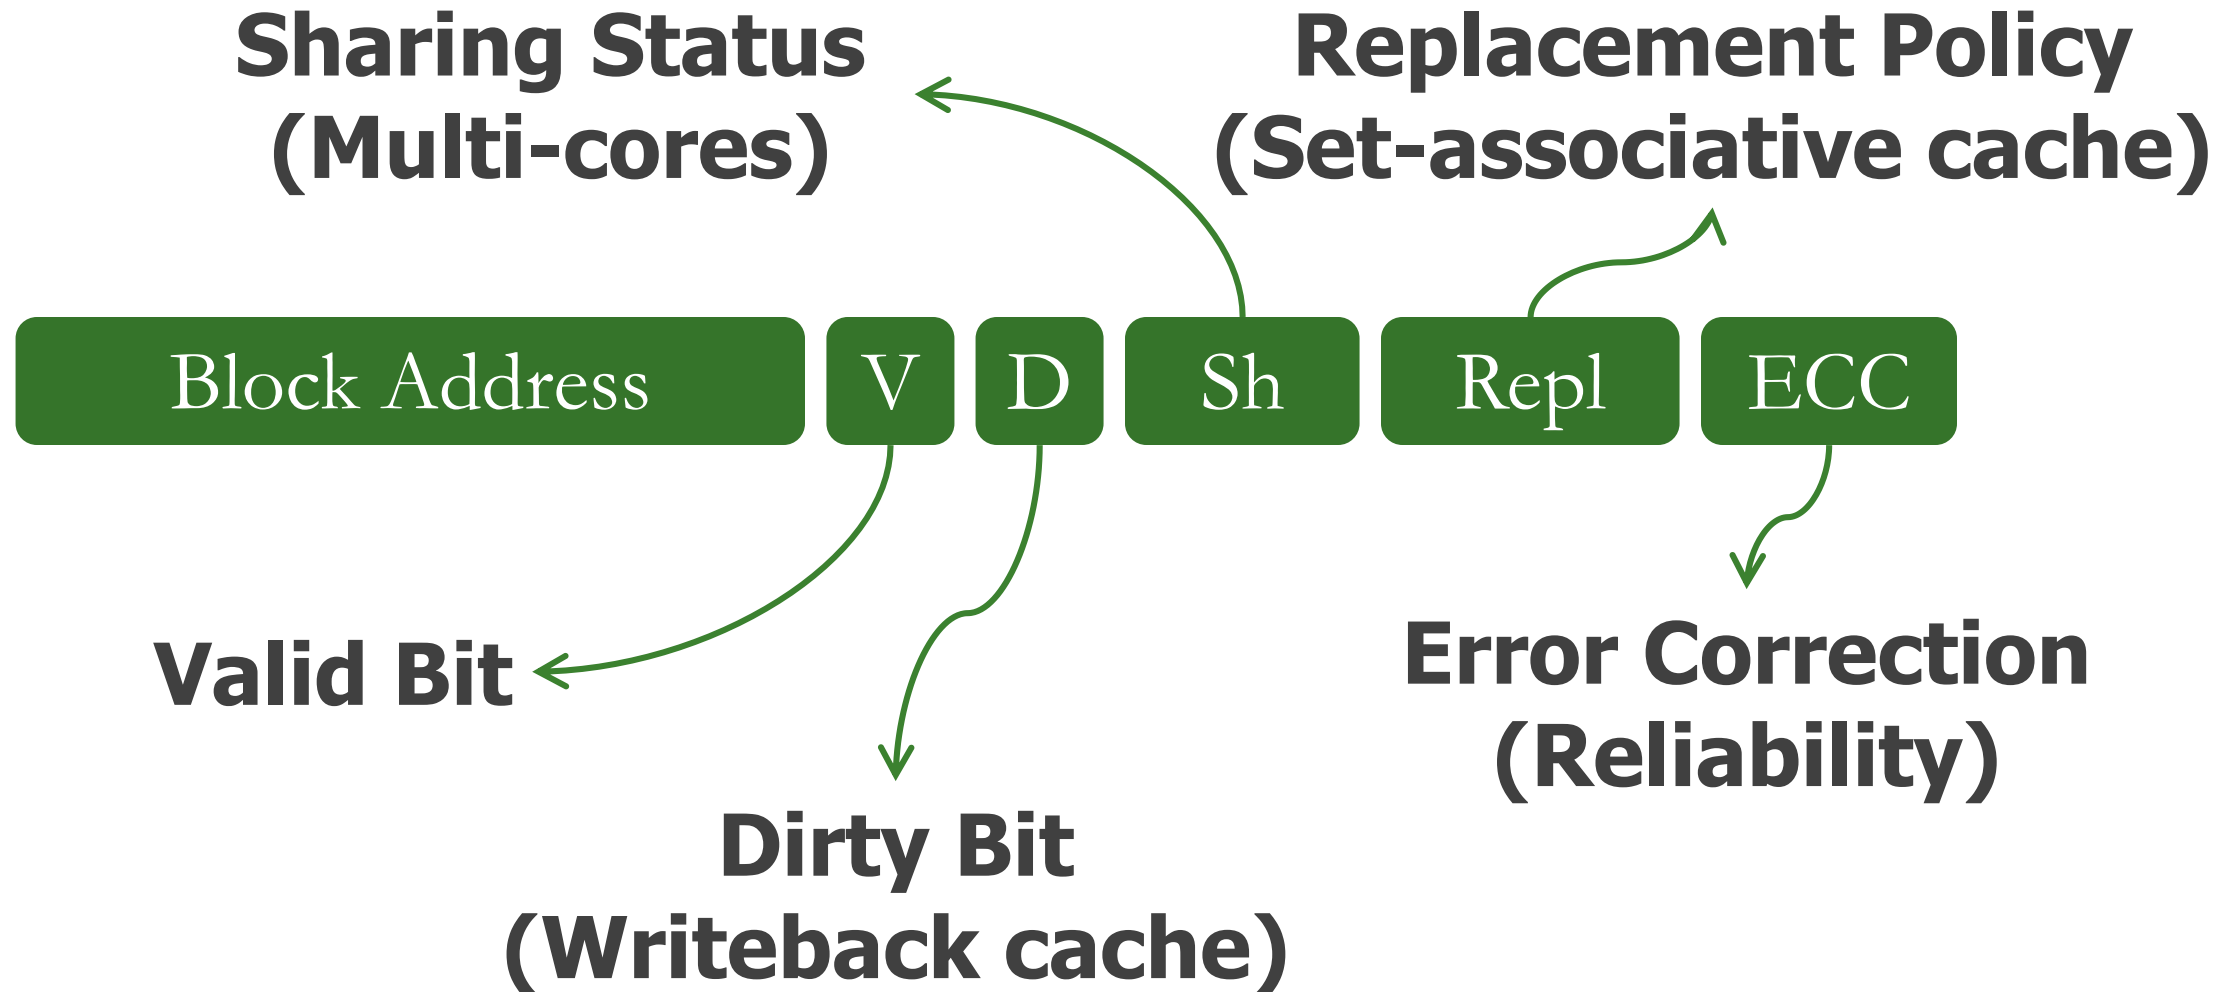 Sharing Status
(Multi-cores)
Replacement Policy
(Set-associative cache)
Block Address
V
D
Sh
Repl
ECC
Valid Bit
Dirty Bit
(Writeback cache)
Error Correction
(Reliability)